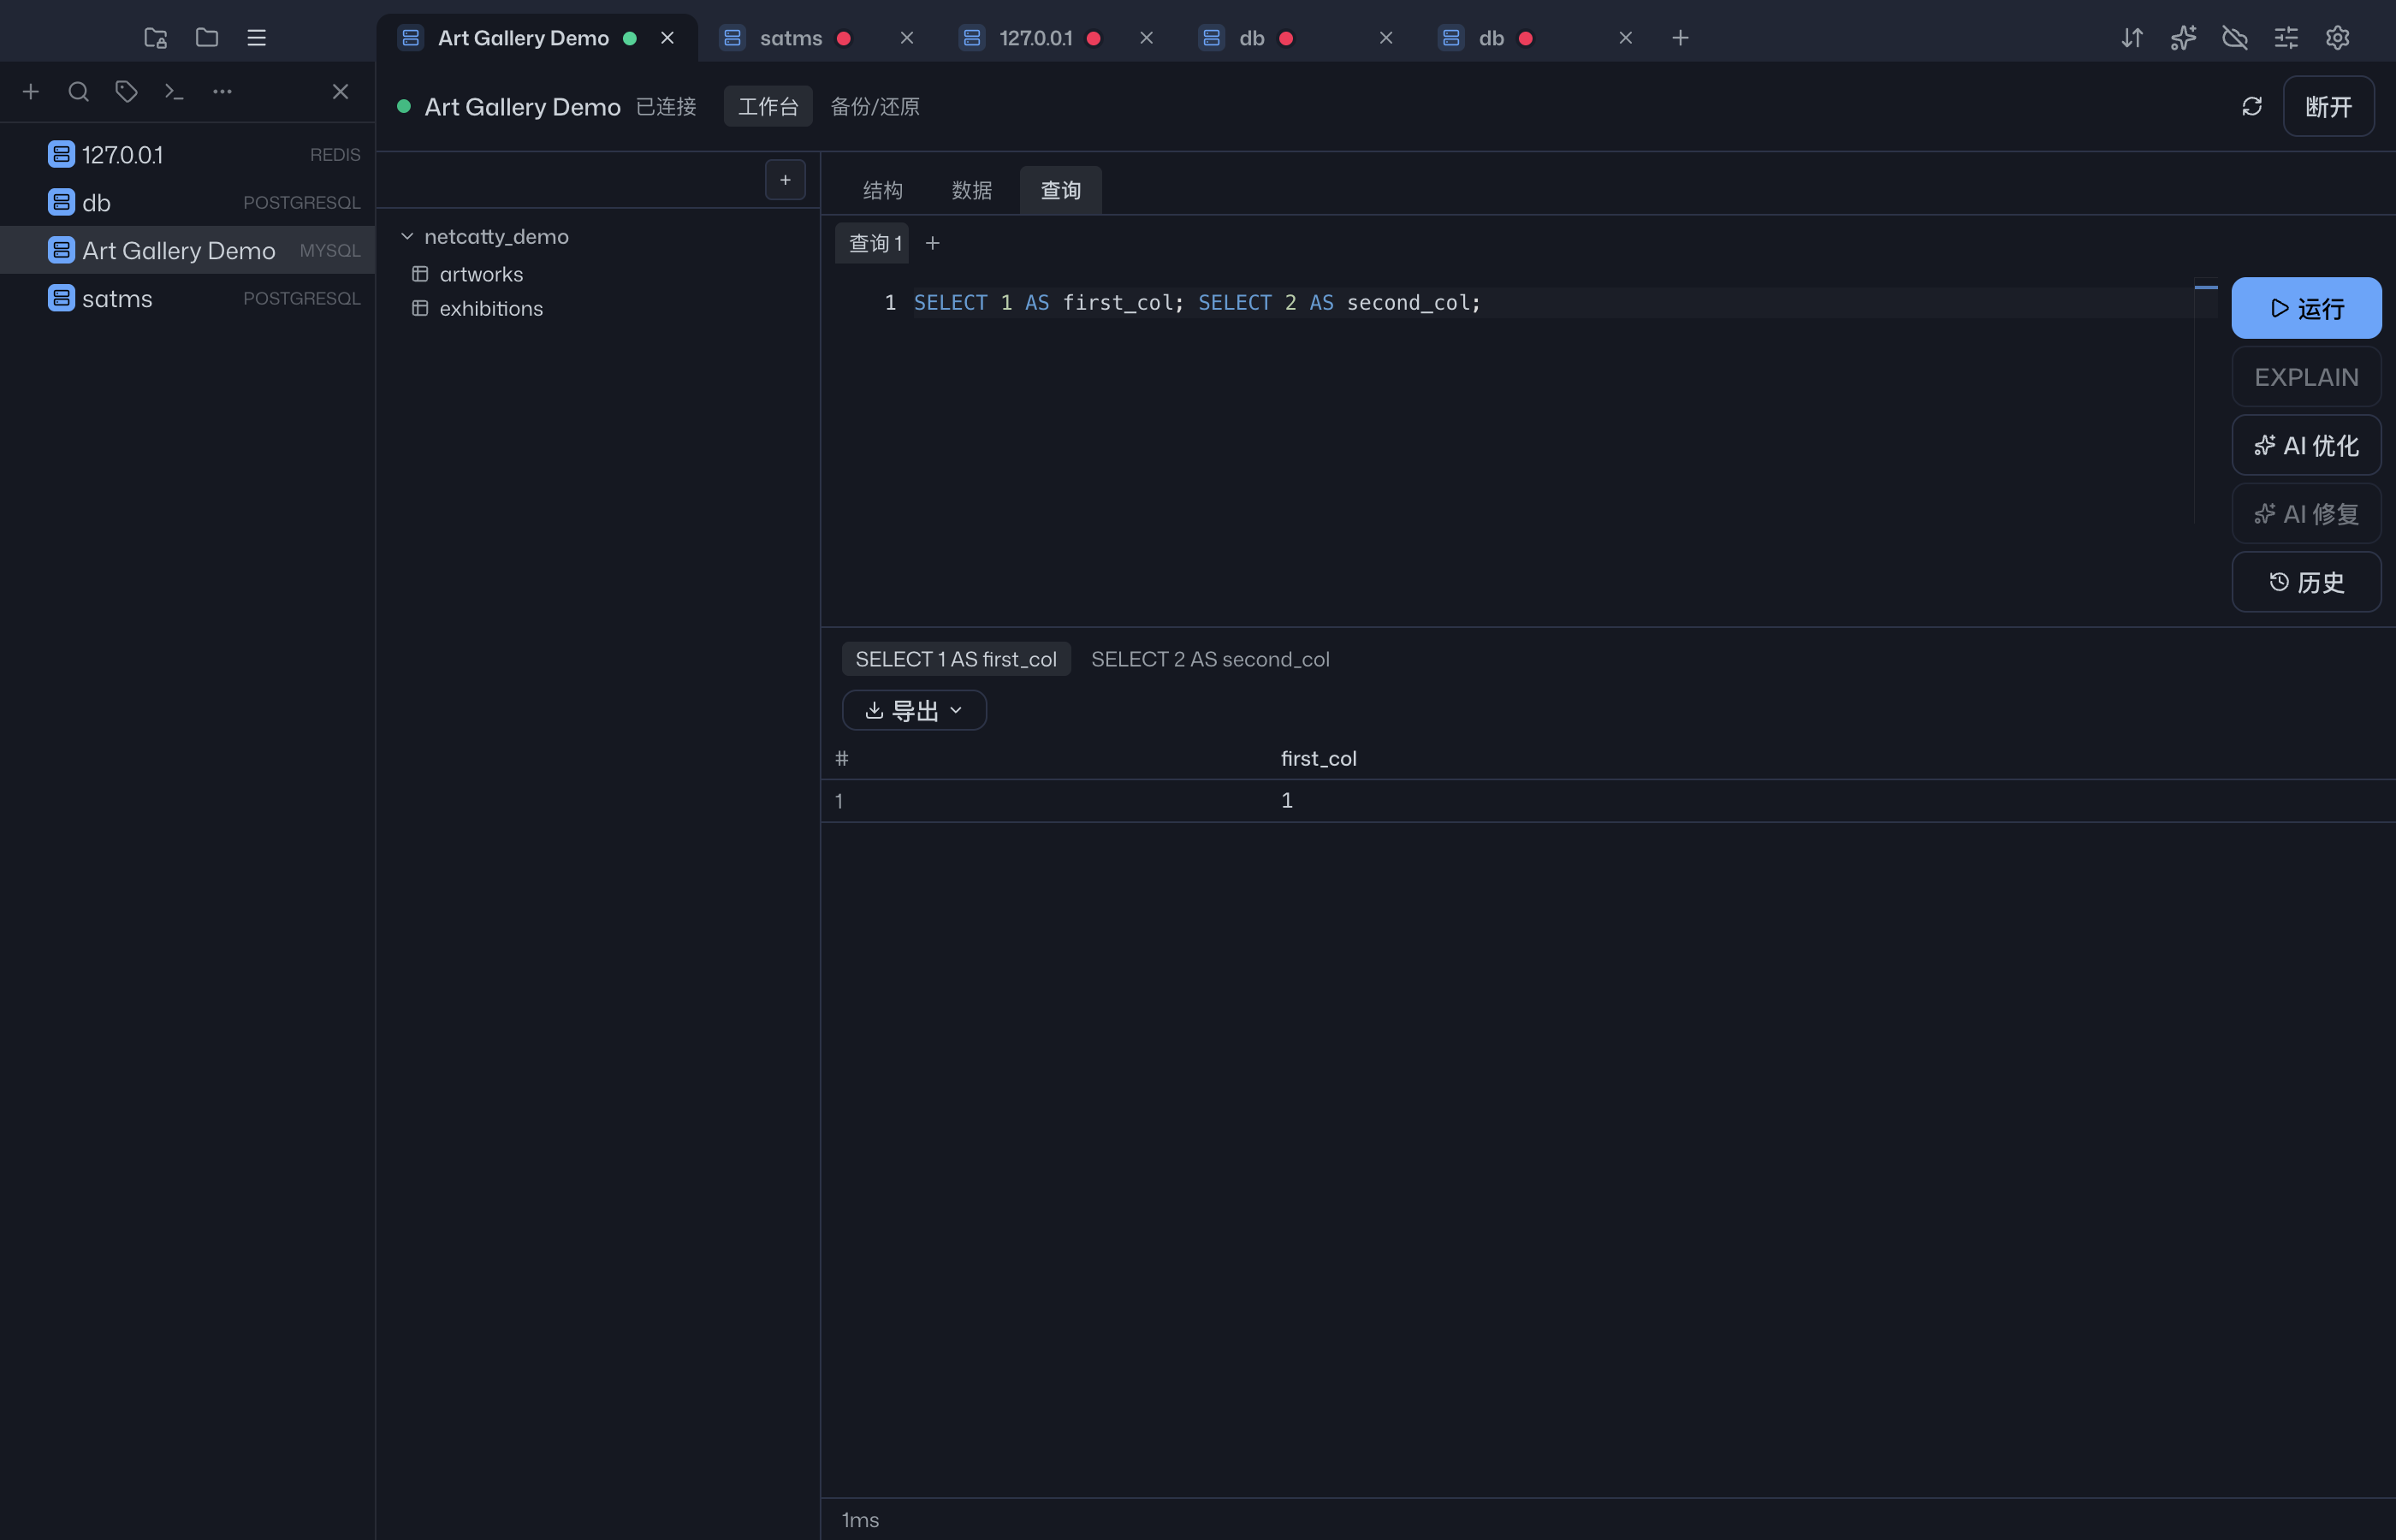 Art Gallery Demo
satms
127.0.0.1
db
db
127.0.0.1 REDIS
db POSTGRESQL
Art Gallery Demo MYSQL
satms POSTGRESQL
Art Gallery Demo 已连接 工作台 备份/还原 断开
netcatty_demo
artworks
exhibitions
结构 数据 查询
查询 1
1 SELECT 1 AS first_col; SELECT 2 AS second_col;
运行
EXPLAIN
AI 优化
AI 修复
历史
SELECT 1 AS first_col SELECT 2 AS second_col
导出
# first_col
1 1
1ms